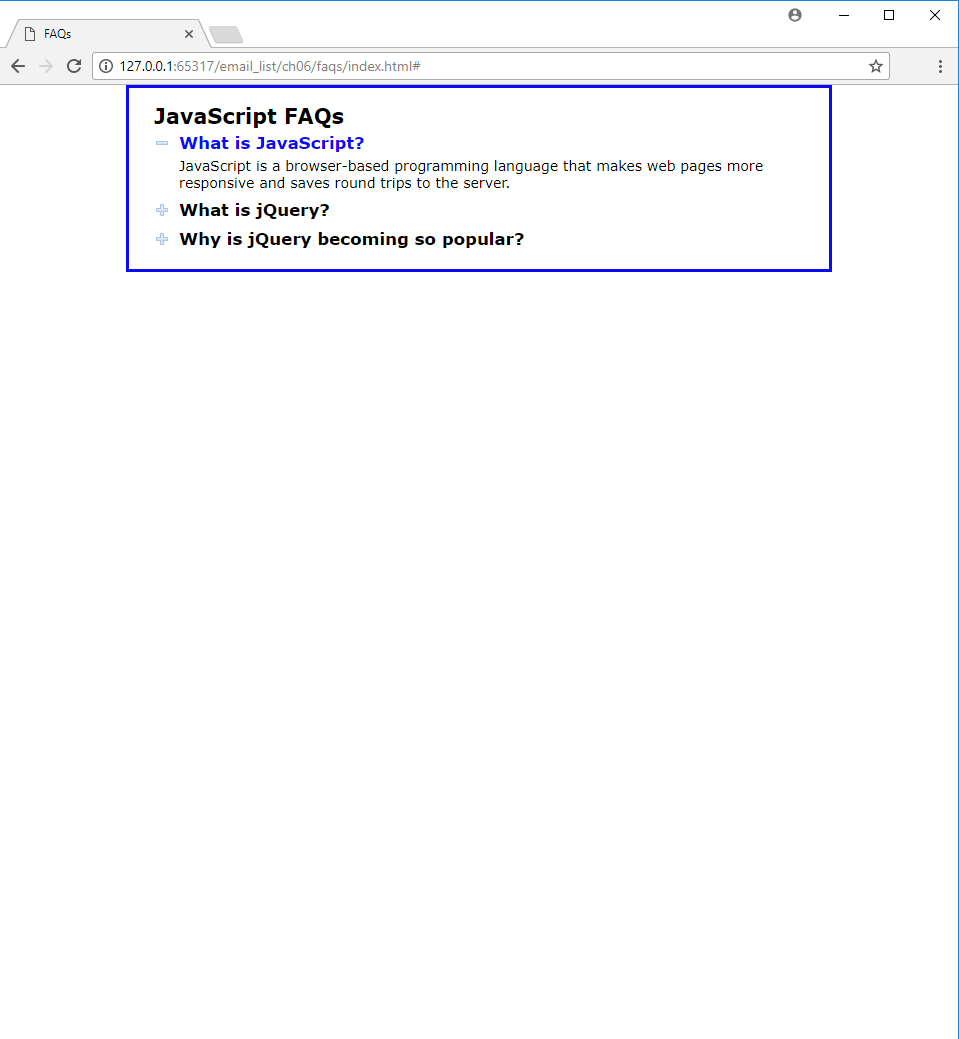 FAQs
127.0.0.1:65317/email_list/ch06/faqs/index.html#
JavaScript FAQs
What is JavaScript?
JavaScript is a browser-based programming language that makes web pages more
responsive and saves round trips to the server.
What is jQuery?
Why is jQuery becoming so popular?